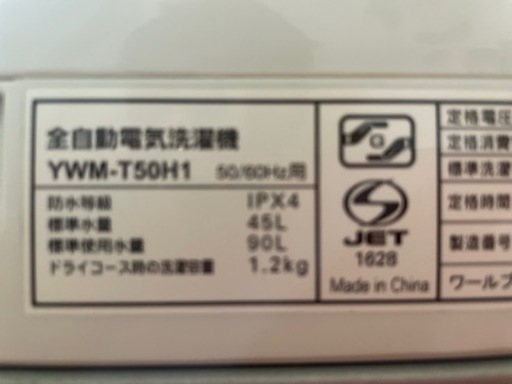 全自動電気洗濯機
YWM-T50H1 50/60Hz用
防水等級 IPX4
標準水量 45L
標準使用水量 90L
ドライコース時の洗濯容量 1.2kg
JET
1628
Made in China
定格電圧
定格消費
標準洗濯
定格時間
製造番号
ワールプ